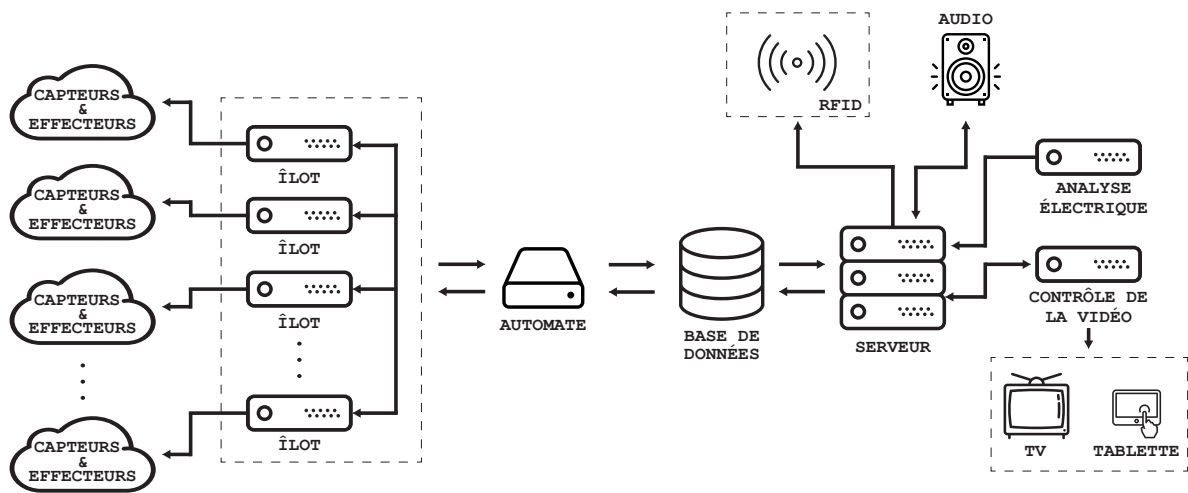 CAPTEURS
&
EFFECTEURS
CAPTEURS
&
EFFECTEURS
CAPTEURS
&
EFFECTEURS
CAPTEURS
&
EFFECTEURS
ÎLOT
ÎLOT
ÎLOT
ÎLOT
AUTOMATE
BASE DE
DONNÉES
SERVEUR
RFID
AUDIO
ANALYSE
ÉLECTRIQUE
CONTRÔLE DE
LA VIDÉO
TV
TABLETTE